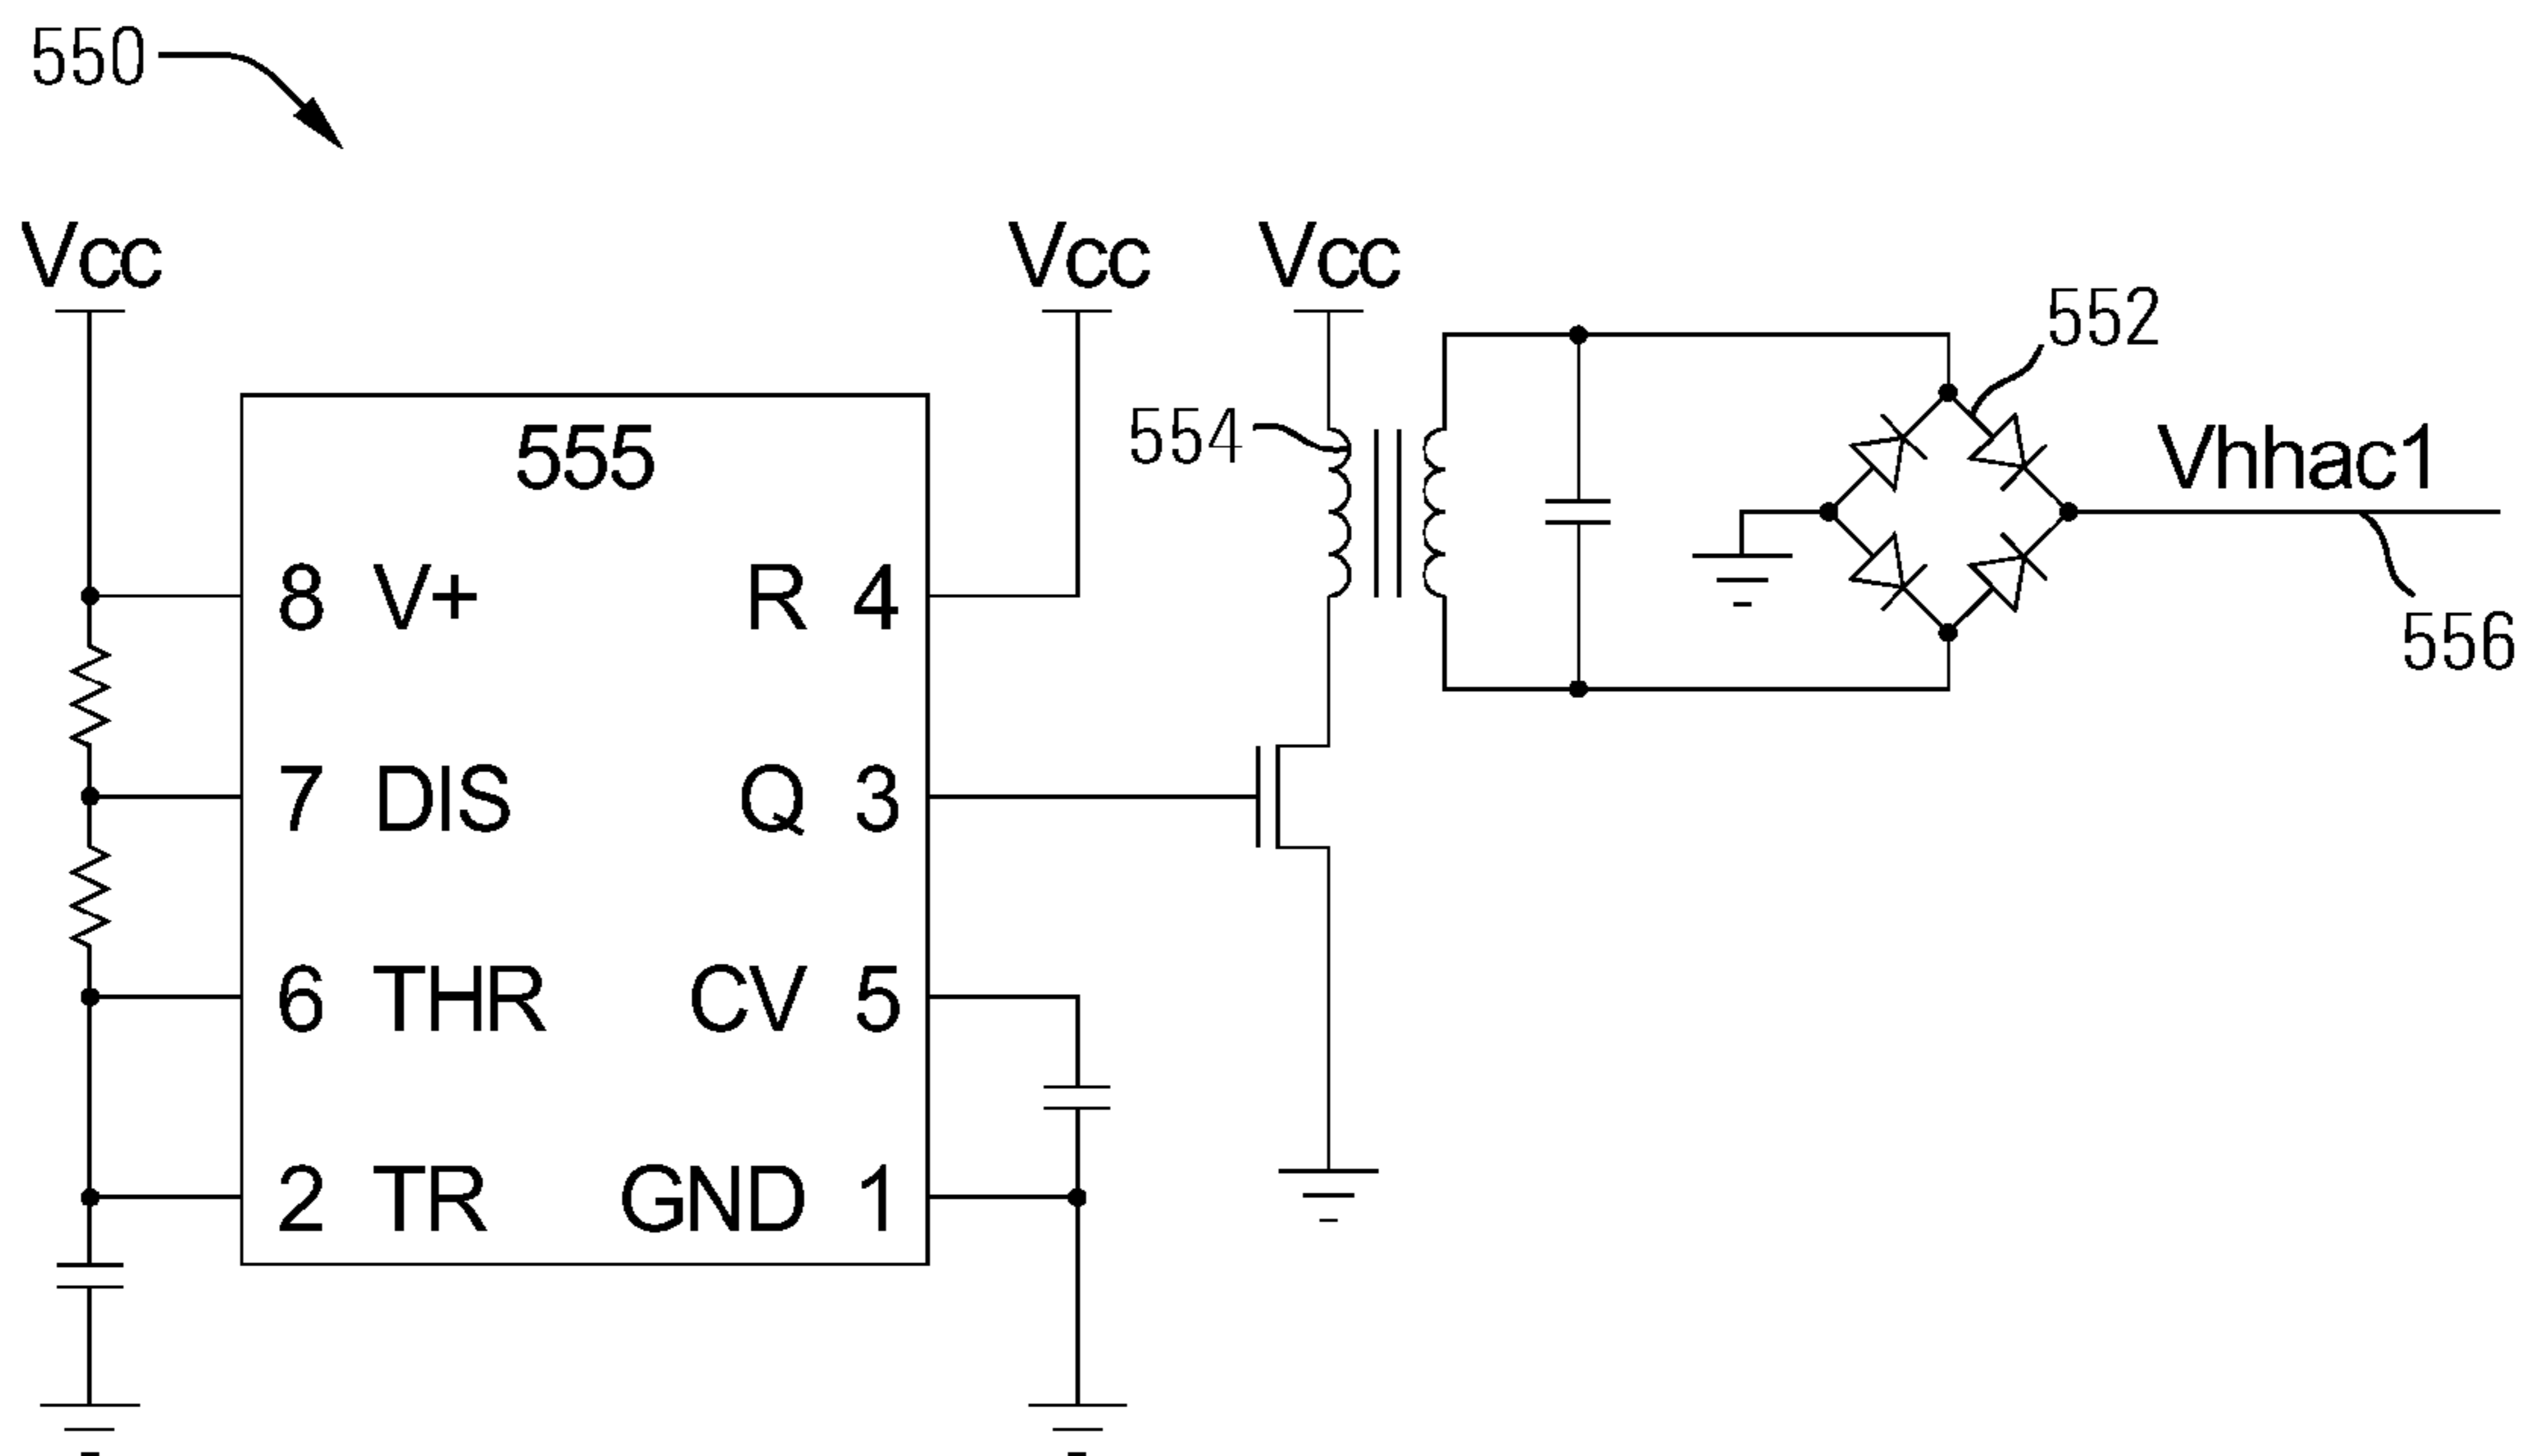 550
Vcc
Vcc
Vcc
552
554
555
Vhhac1
8 V+ R 4
556
7 DIS Q 3
6 THR CV 5
2 TR GND 1